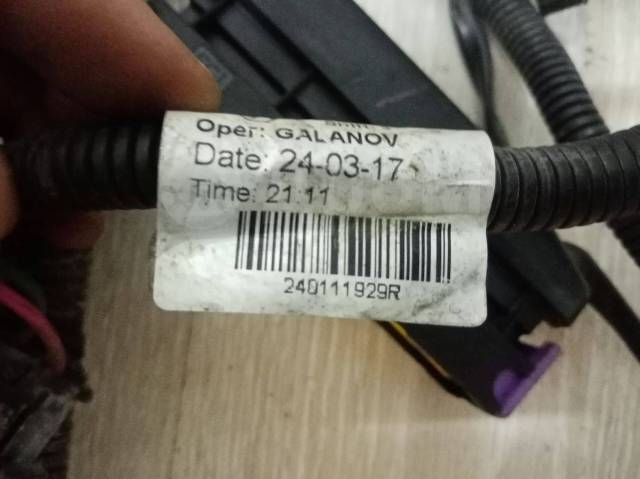 Oper: GALANOV
Date: 24-03-17
Time: 21:11
240111929R